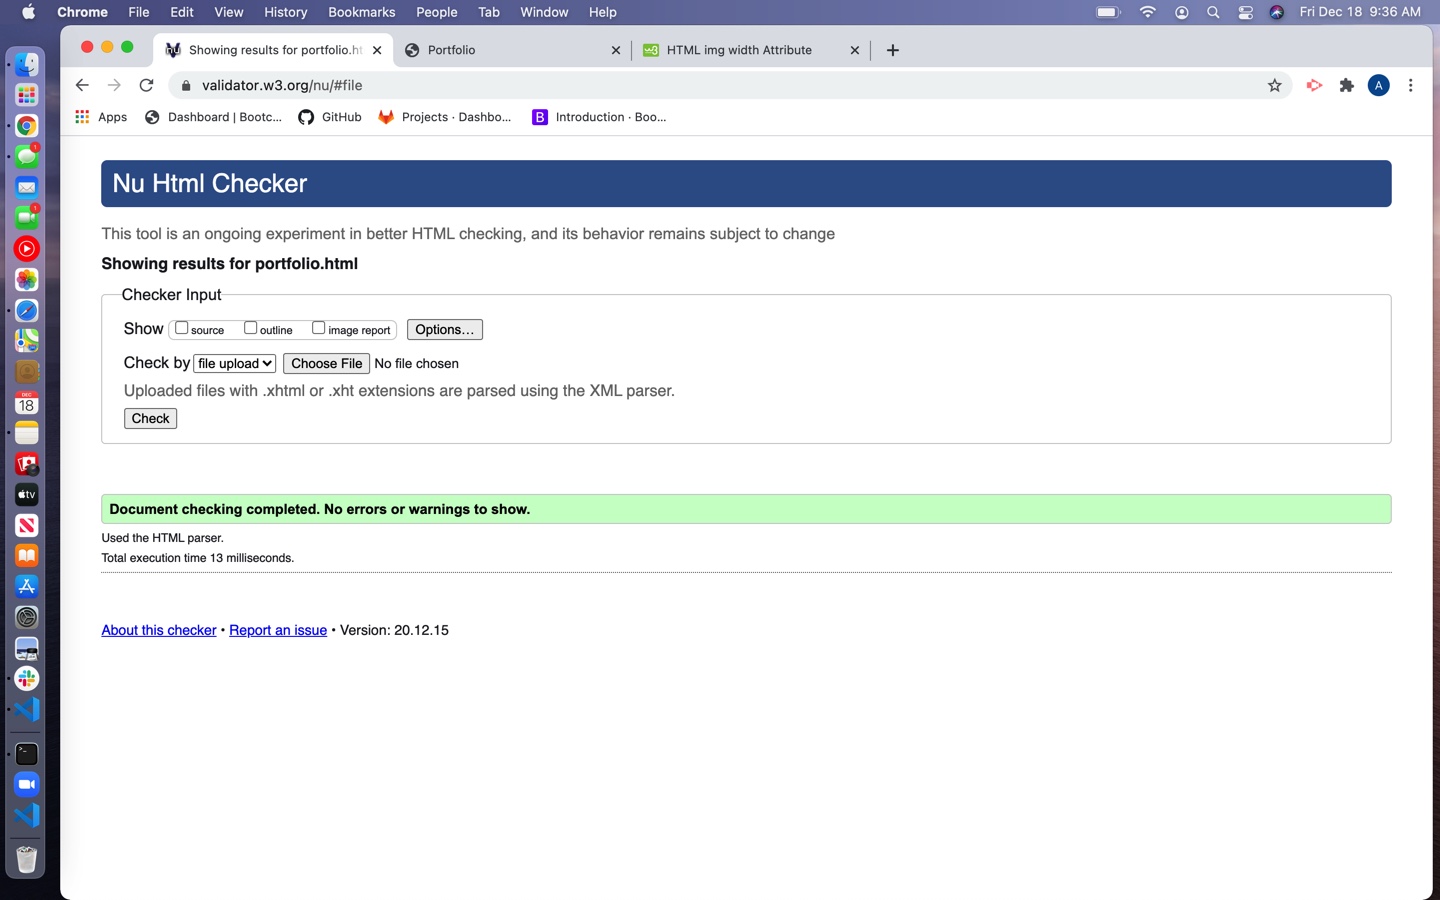 Chrome File Edit View History Bookmarks People Tab Window Help Fri Dec 18 9:36 AM
Showing results for portfolio.ht Portfolio HTML img width Attribute
validator.w3.org/nu/#file A
Apps Dashboard | Bootc... GitHub Projects · Dashbo... B Introduction · Boo...
Nu Html Checker
This tool is an ongoing experiment in better HTML checking, and its behavior remains subject to change
Showing results for portfolio.html
Checker Input
Show source outline image report Options...
Check by file upload Choose File No file chosen
Uploaded files with .xhtml or .xht extensions are parsed using the XML parser.
Check
Document checking completed. No errors or warnings to show.
Used the HTML parser.
Total execution time 13 milliseconds.
About this checker • Report an issue • Version: 20.12.15
1
1
DEC
18
tv